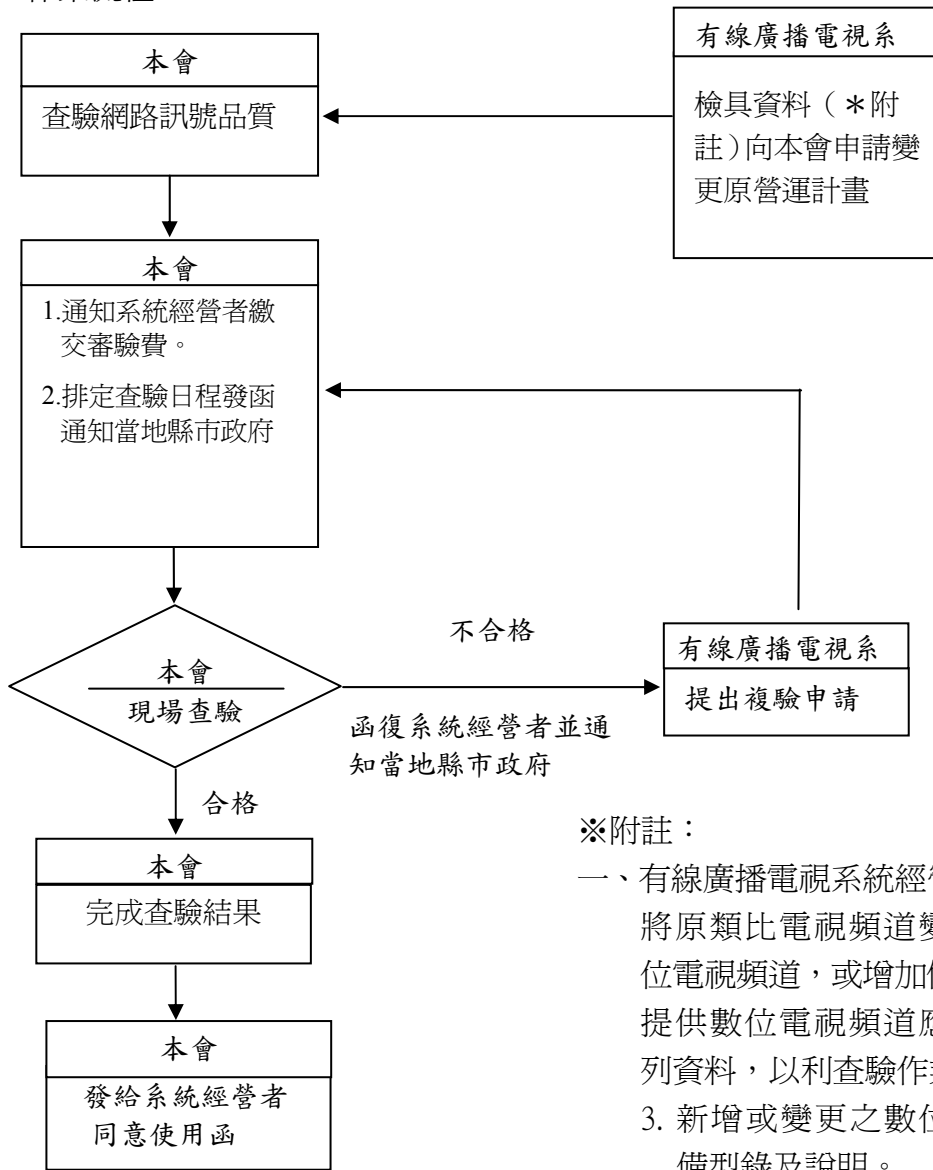 有線廣播電視系
檢具資料（＊附
註）向本會申請變
更原營運計畫
本會
查驗網路訊號品質
本會
1.通知系統經營者繳
交審驗費。
2.排定查驗日程發函
通知當地縣市政府
本會
現場查驗
不合格
函復系統經營者並通
知當地縣市政府
有線廣播電視系
提出複驗申請
合格
本會
完成查驗結果
本會
發給系統經營者
同意使用函
※附註：
一、有線廣播電視系統經
將原類比電視頻道
位電視頻道，或增加
提供數位電視頻道
列資料，以利查驗作
3. 新增或變更之數位
備型錄及說明。